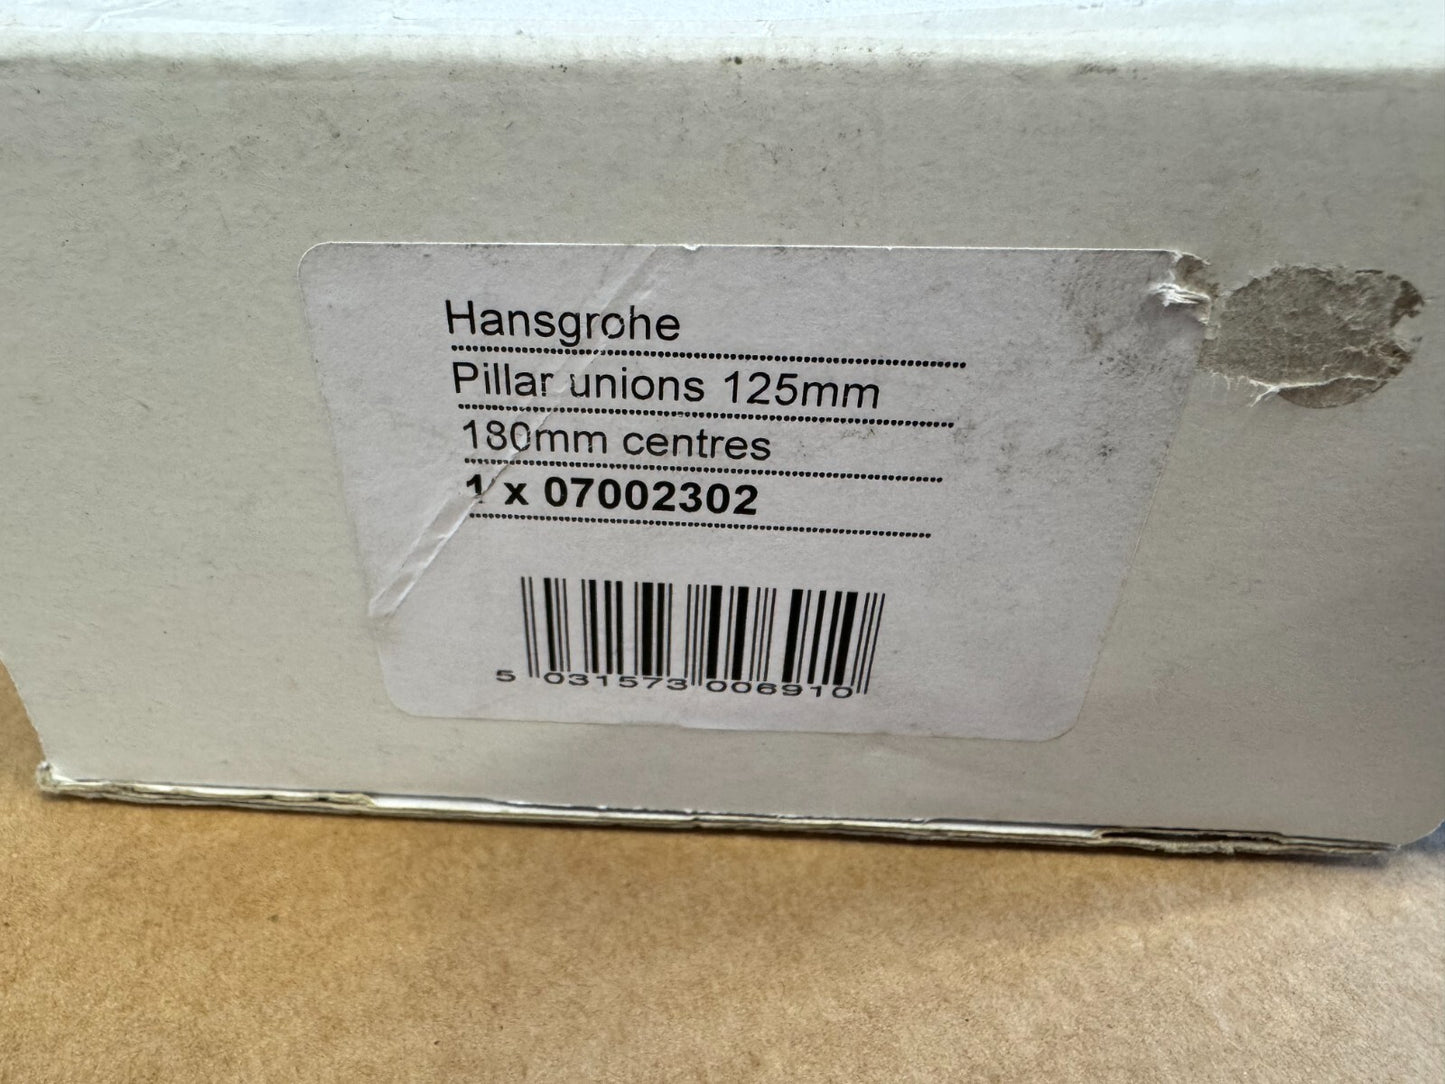 Hansgrohe
Pillar unions 125mm
180mm centres
1 x 07002302
5 031573 006910